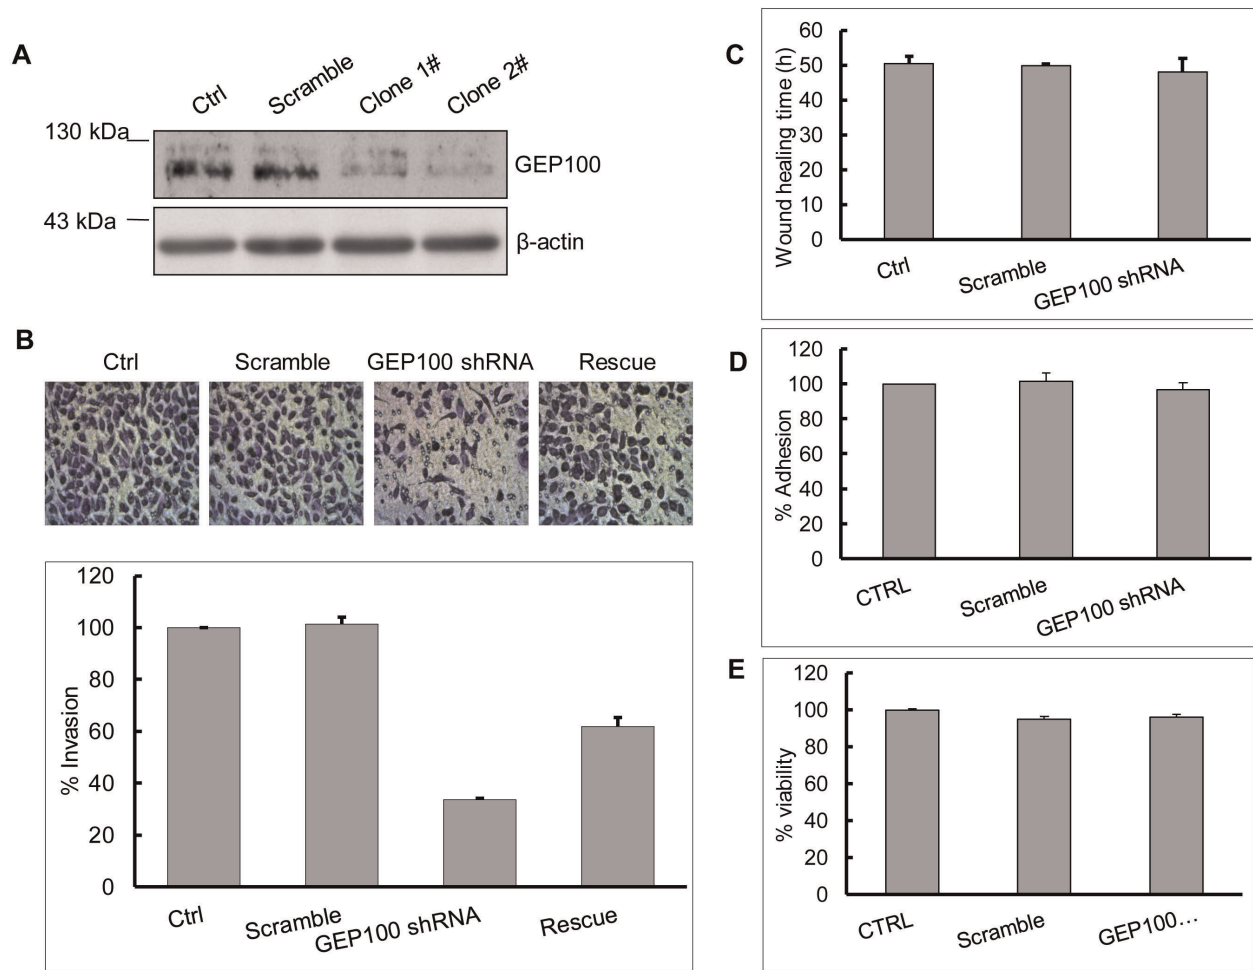 A
Ctrl
Scramble
Clone 1#
Clone 2#
130 kDa
GEP100
43 kDa
β-actin
B
Ctrl
Scramble
GEP100 shRNA
Rescue
% Invasion
120
100
80
60
40
20
0
Ctrl
Scramble
GEP100 shRNA
Rescue
C
Wound healing time (h)
60
50
40
30
20
10
0
Ctrl
Scramble
GEP100 shRNA
D
% Adhesion
120
100
80
60
40
20
0
CTRL
Scramble
GEP100 shRNA
E
% viability
120
100
80
60
40
20
0
CTRL
Scramble
GEP100…